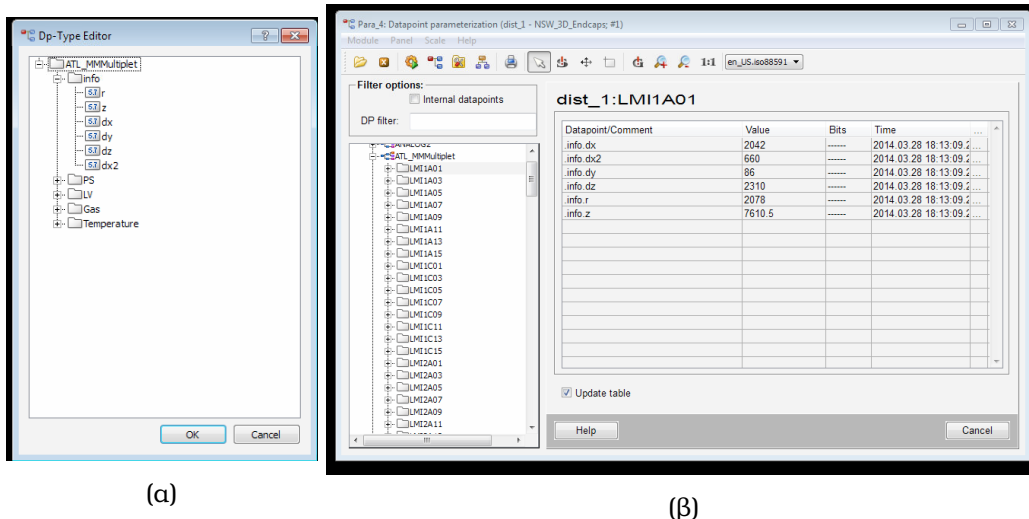 Dp-Type Editor
ATL_MMMultiplet
info
r
z
dx
dy
dz
dx2
PS
LV
Gas
Temperature
OK Cancel
(α)
Para_4: Datapoint parameterization (dist_1 - NSW_3D_Endcaps; #1)
Module Panel Scale Help
1:1 en_US.iso88591
Filter options:
Internal datapoints
DP filter:
ANALOG2
ATL_MMMultiplet
LMI1A01
LMI1A03
LMI1A05
LMI1A07
LMI1A09
LMI1A11
LMI1A13
LMI1A15
LMI1C01
LMI1C03
LMI1C05
LMI1C07
LMI1C09
LMI1C11
LMI1C13
LMI1C15
LMI2A01
LMI2A03
LMI2A05
LMI2A07
LMI2A09
LMI2A11
dist_1:LMI1A01
Datapoint/Comment Value Bits Time ...
.info.dx 2042 ------ 2014.03.28 18:13:09.2 ...
.info.dx2 660 ------ 2014.03.28 18:13:09.2 ...
.info.dy 86 ------ 2014.03.28 18:13:09.2 ...
.info.dz 2310 ------ 2014.03.28 18:13:09.2 ...
.info.r 2078 ------ 2014.03.28 18:13:09.2 ...
.info.z 7610.5 ------ 2014.03.28 18:13:09.2 ...
Update table
Help Cancel
(β)